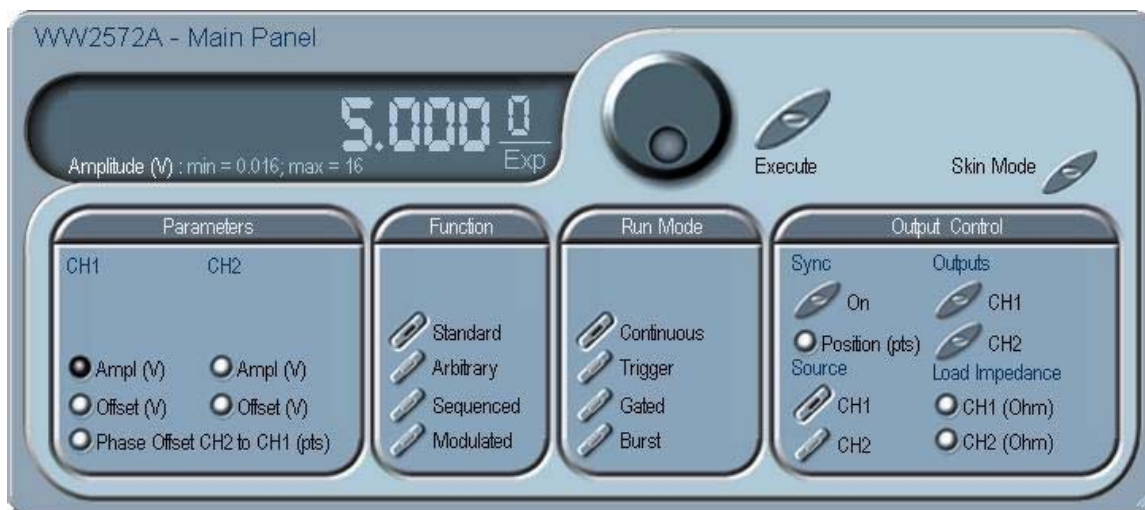 WW2572A - Main Panel
5.000 0
Exp
Amplitude (V) : min = 0.016; max = 16
Execute
Skin Mode
Parameters
CH1 CH2
Ampl (V) Ampl (V)
Offset (V) Offset (V)
Phase Offset CH2 to CH1 (pts)
Function
Standard
Arbitrary
Sequenced
Modulated
Run Mode
Continuous
Trigger
Gated
Burst
Output Control
Sync
On
Position (pts)
Source
CH1
CH2
Outputs
CH1
CH2
Load Impedance
CH1 (Ohm)
CH2 (Ohm)